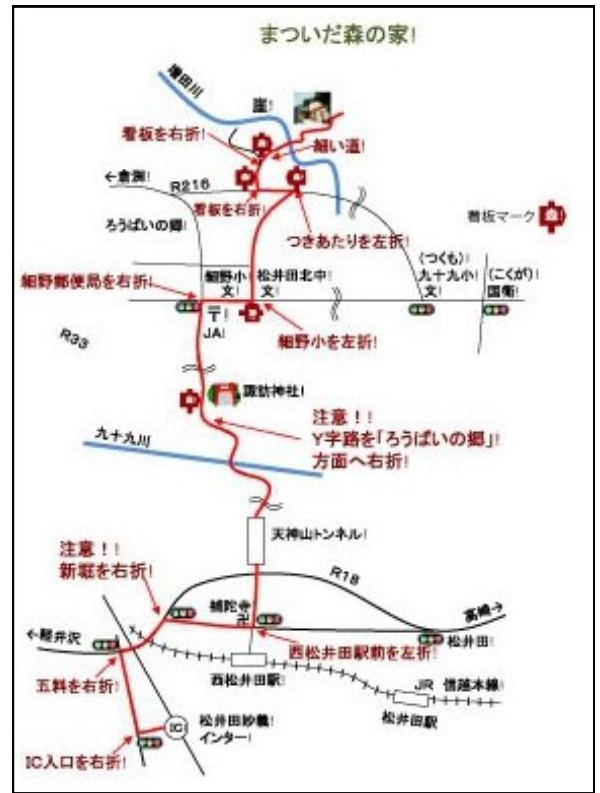 まついだ森の家!
増田川
崖!
看板を右折!
細い道!
←倉渕!
R216
看板を右折!
つきあたりを左折!
看板マーク
ろうばいの郷!
細野郵便局を右折!
細野小!
文!
松井田北中!
文!
(つくも)!
九十九小!
文!
(こくが)!
国衙!
〒!
JA!
細野小を左折!
R33
諏訪神社!
注意!!
Y字路を「ろうばいの郷」!
方面へ右折!
九十九川
天神山トンネル!
注意!!
新堀を右折!
R18
補陀寺
卍
高崎→
←軽井沢
西松井田駅前を左折!
松井田!
五料を右折!
西松井田駅!
JR 信越本線!
松井田駅
IC
松井田妙義!
インター!
IC入口を右折!